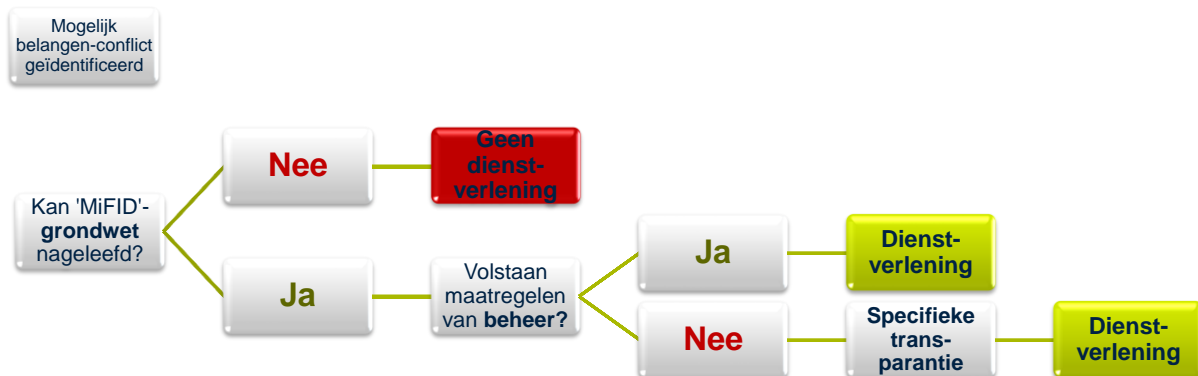 Mogelijk
belangen-conflict
geïdentificeerd
Nee
Geen
dienst-
verlening
Kan 'MiFID'-
grondwet
nageleefd?
Ja
Volstaan
maatregelen
van beheer?
Ja
Dienst-
verlening
Nee
Specifieke
trans-
parantie
Dienst-
verlening